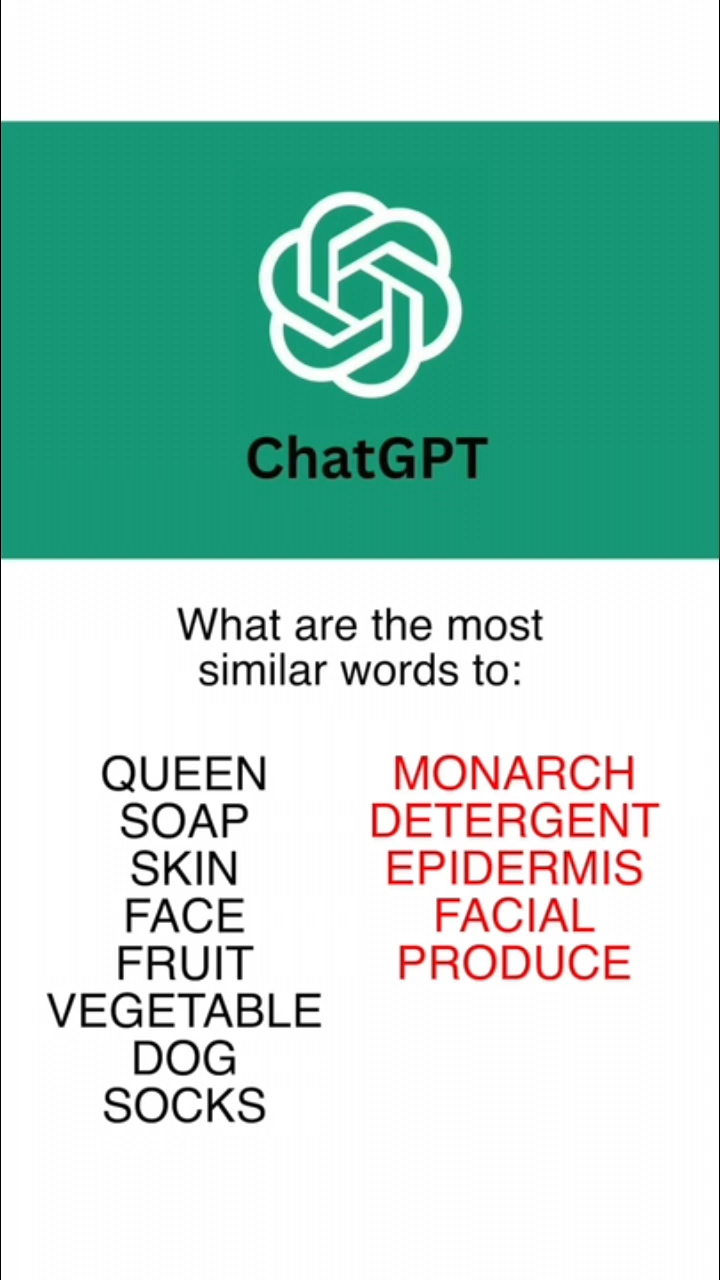 ChatGPT
What are the most
similar words to:
QUEEN MONARCH
SOAP DETERGENT
SKIN EPIDERMIS
FACE FACIAL
FRUIT PRODUCE
VEGETABLE
DOG
SOCKS